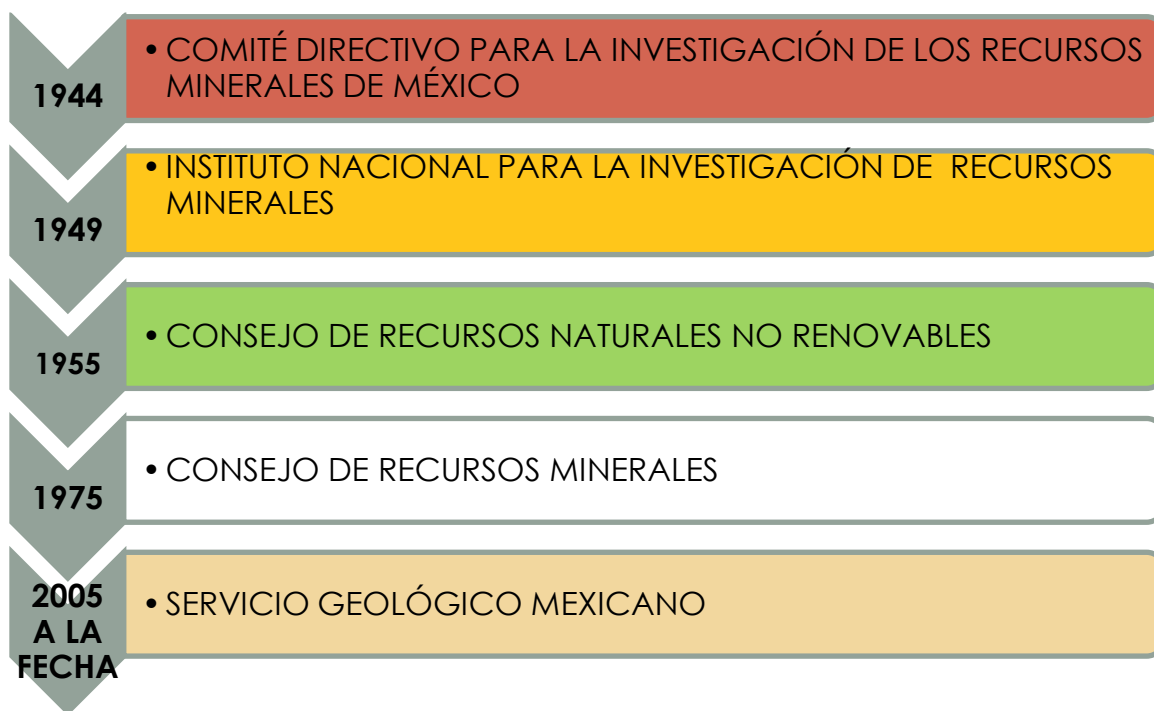 1944
• COMITÉ DIRECTIVO PARA LA INVESTIGACIÓN DE LOS RECURSOS
MINERALES DE MÉXICO
1949
• INSTITUTO NACIONAL PARA LA INVESTIGACIÓN DE  RECURSOS
MINERALES
1955
• CONSEJO DE RECURSOS NATURALES NO RENOVABLES
1975
• CONSEJO DE RECURSOS MINERALES
2005
A LA
FECHA
• SERVICIO GEOLÓGICO MEXICANO